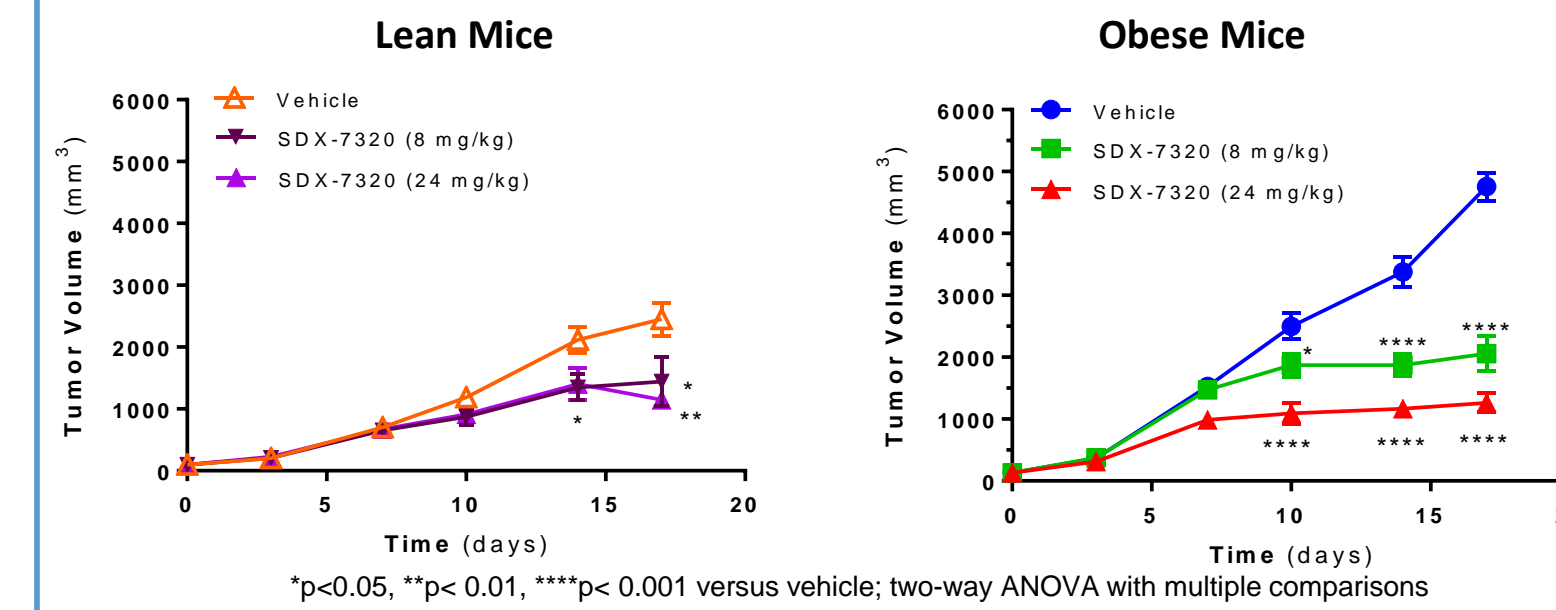 Lean Mice
Vehicle
SDX-7320 (8 mg/kg)
SDX-7320 (24 mg/kg)
6000
5000
4000
3000
2000
1000
0
Tumor Volume (mm³)
*
**
*
0 5 10 15 20
Time (days)
Obese Mice
Vehicle
SDX-7320 (8 mg/kg)
SDX-7320 (24 mg/kg)
6000
5000
4000
3000
2000
1000
0
Tumor Volume (mm³)
* **** ****
**** **** ****
0 5 10 15
Time (days)
*p<0.05, **p< 0.01, ****p< 0.001 versus vehicle; two-way ANOVA with multiple comparisons